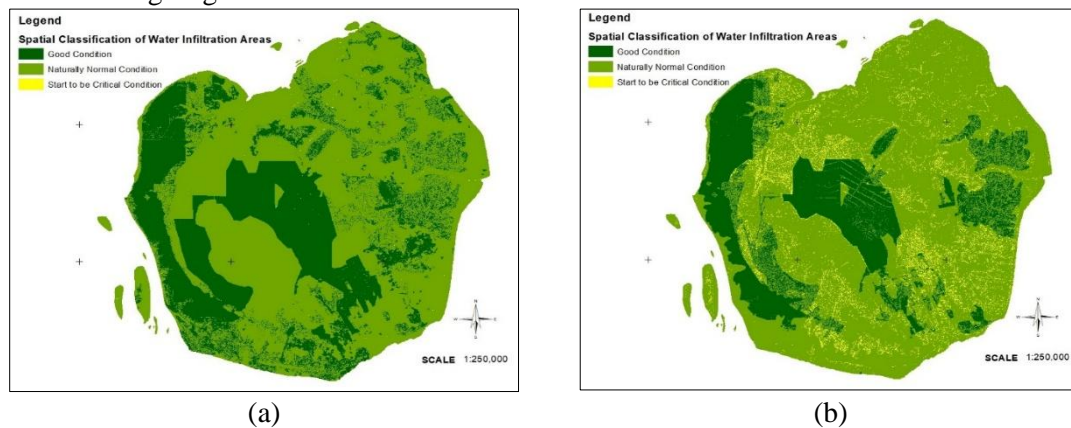 Legend
Spatial Classification of Water Infiltration Areas
Good Condition
Naturally Normal Condition
Start to be Critical Condition
N
W E
S
SCALE 1:250,000
(a)
Legend
Spatial Classification of Water Infiltration Areas
Good Condition
Naturally Normal Condition
Start to be Critical Condition
N
W E
S
SCALE 1:250,000
(b)